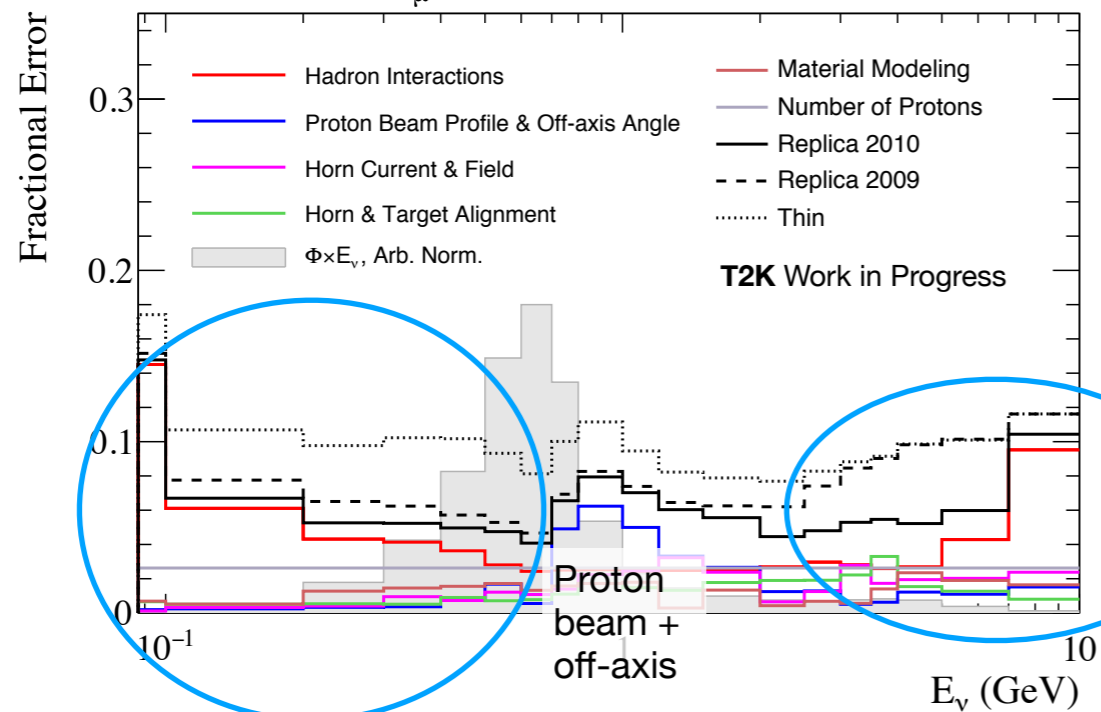 μ
Fractional Error
0.3
0.2
0.1
0
Hadron Interactions
Proton Beam Profile & Off-axis Angle
Horn Current & Field
Horn & Target Alignment
Φ×Eν, Arb. Norm.
Material Modeling
Number of Protons
Replica 2010
Replica 2009
Thin
T2K Work in Progress
Proton
beam +
off-axis
10⁻¹
1
10
Eν (GeV)